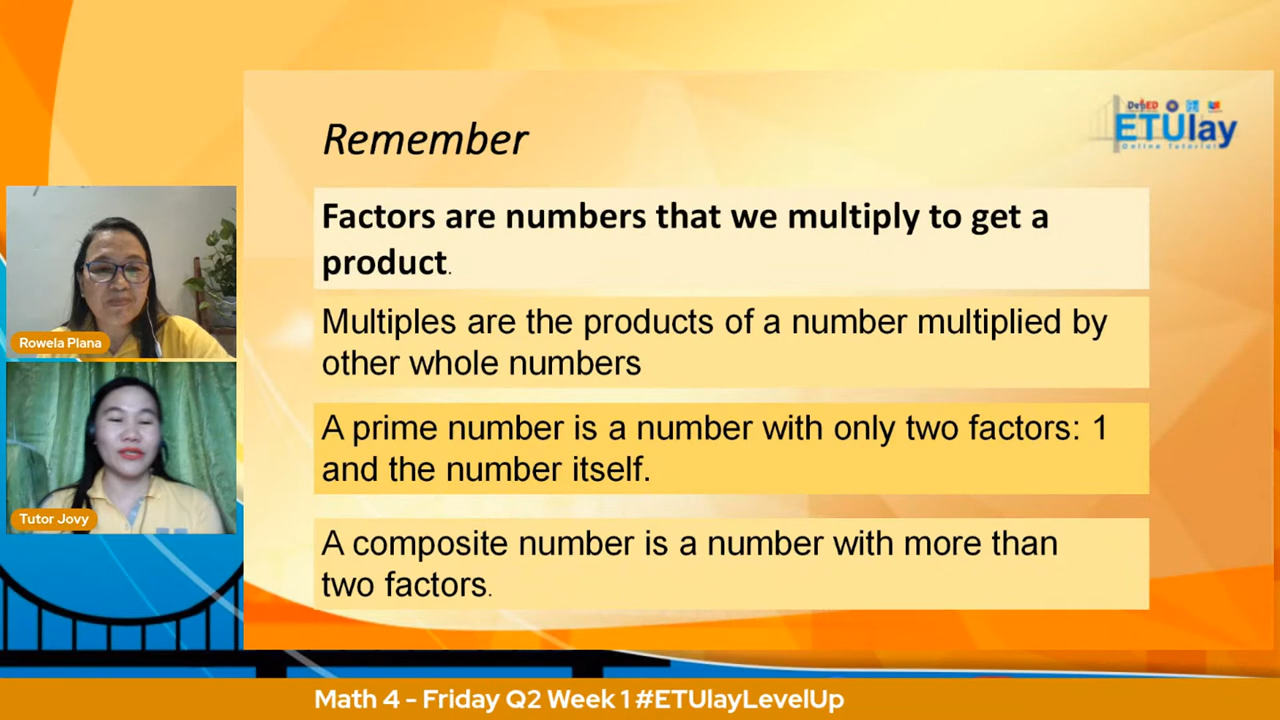 Remember
DepED
ETUlay
Online Tutorial
Factors are numbers that we multiply to get a
product.
Multiples are the products of a number multiplied by
other whole numbers
A prime number is a number with only two factors: 1
and the number itself.
A composite number is a number with more than
two factors.
Rowela Plana
Tutor Jovy
Math 4 - Friday Q2 Week 1 #ETUlayLevelUp